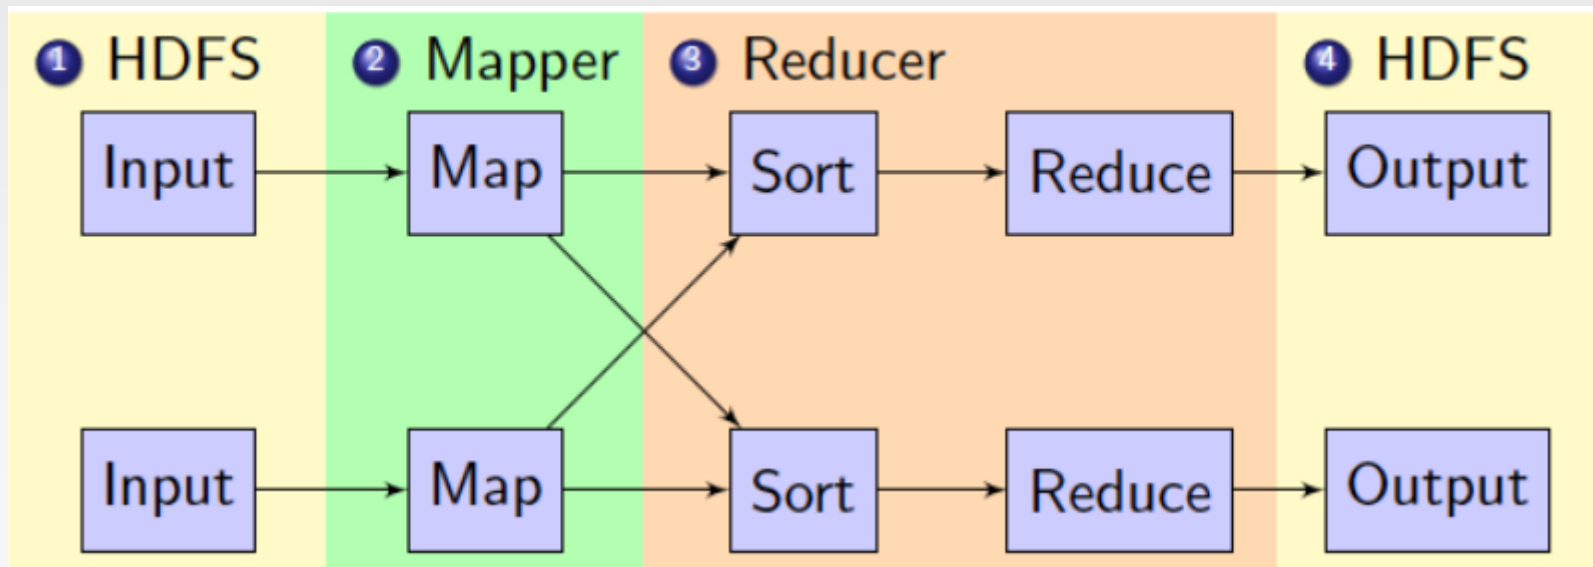 1 HDFS 2 Mapper 3 Reducer 4 HDFS
Input Map Sort Reduce Output
Input Map Sort Reduce Output